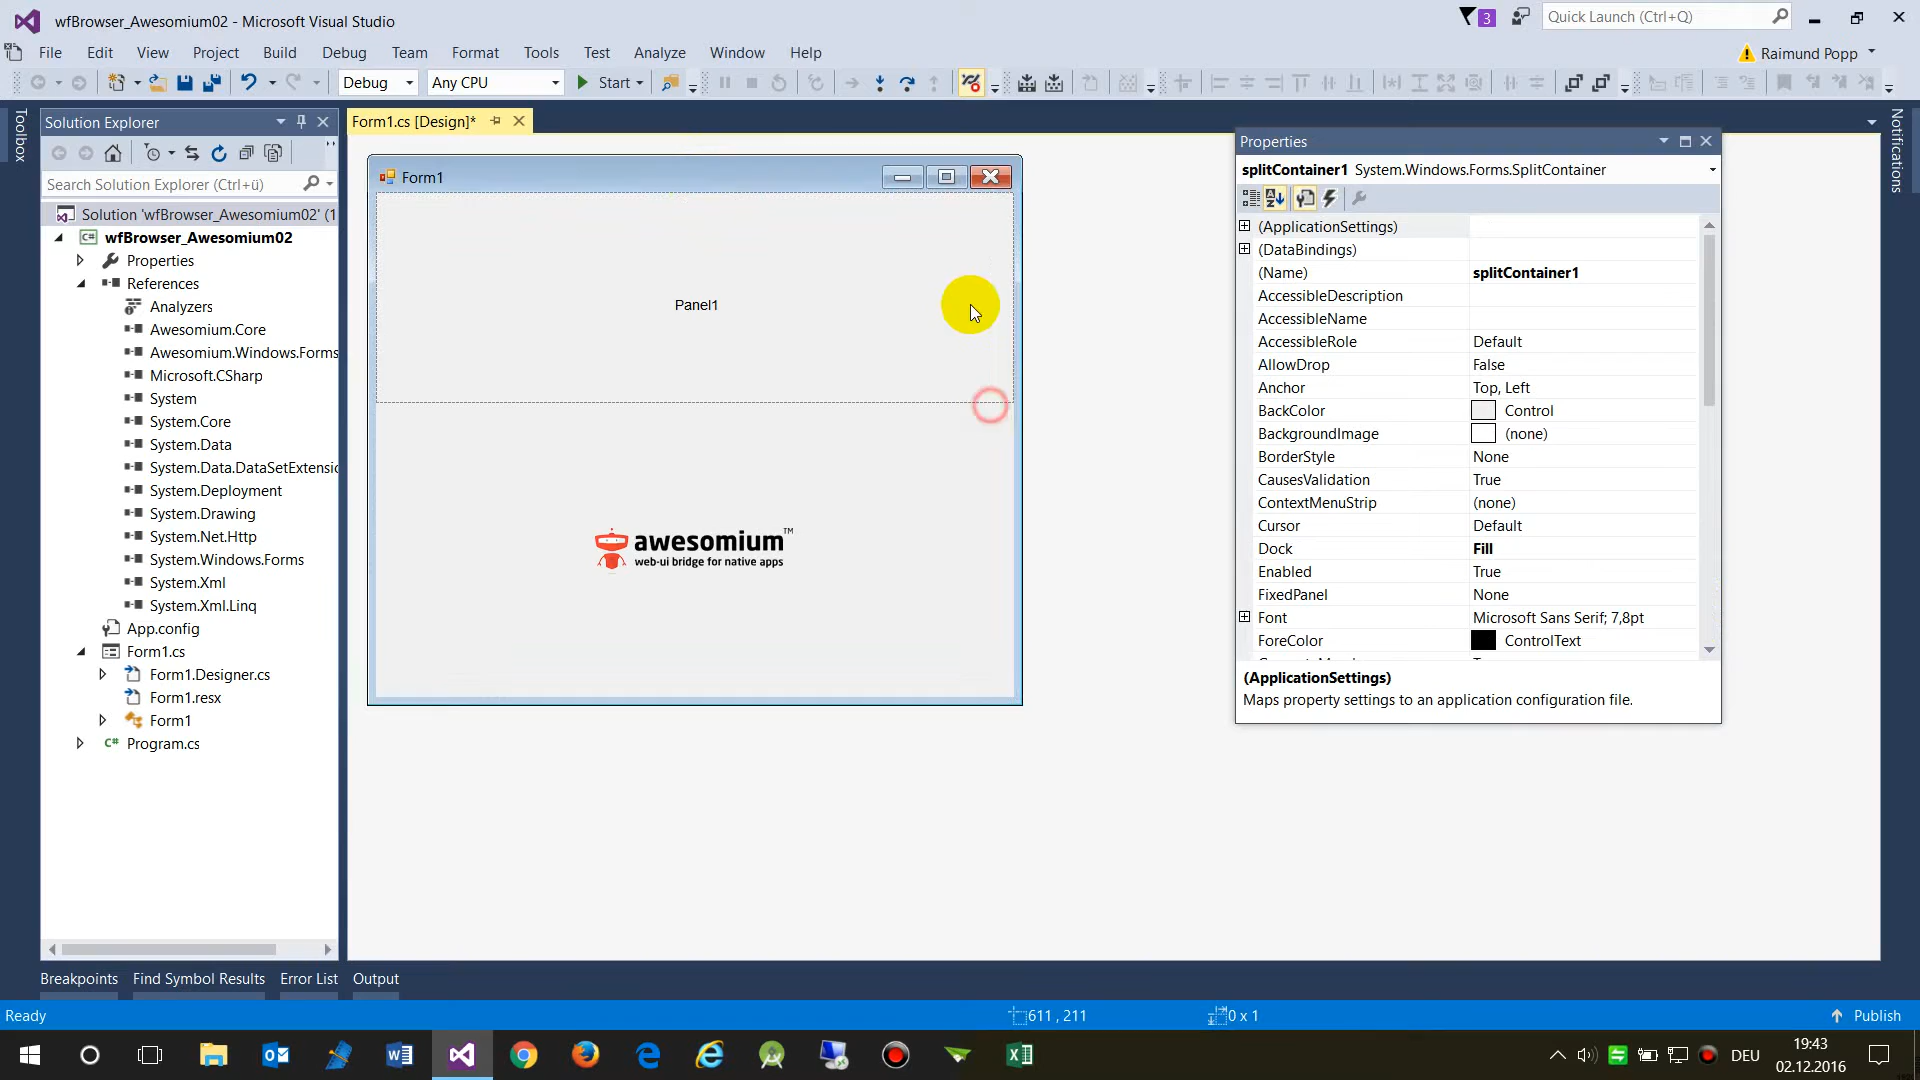 wfBrowser_Awesomium02 - Microsoft Visual Studio
3
Quick Launch (Ctrl+Q)
File Edit View Project Build Debug Team Format Tools Test Analyze Window Help
Raimund Popp
Debug Any CPU Start
Toolbox
Solution Explorer
Search Solution Explorer (Ctrl+ü)
Solution 'wfBrowser_Awesomium02' (1
wfBrowser_Awesomium02
Properties
References
Analyzers
Awesomium.Core
Awesomium.Windows.Forms
Microsoft.CSharp
System
System.Core
System.Data
System.Data.DataSetExtensio
System.Deployment
System.Drawing
System.Net.Http
System.Windows.Forms
System.Xml
System.Xml.Linq
App.config
Form1.cs
Form1.Designer.cs
Form1.resx
Form1
Program.cs
Form1.cs [Design]*
Form1
Panel1
awesomium™
web-ui bridge for native apps
Properties
splitContainer1 System.Windows.Forms.SplitContainer
(ApplicationSettings)
(DataBindings)
(Name) splitContainer1
AccessibleDescription
AccessibleName
AccessibleRole Default
AllowDrop False
Anchor Top, Left
BackColor Control
BackgroundImage (none)
BorderStyle None
CausesValidation True
ContextMenuStrip (none)
Cursor Default
Dock Fill
Enabled True
FixedPanel None
Font Microsoft Sans Serif; 7,8pt
ForeColor ControlText
(ApplicationSettings)
Maps property settings to an application configuration file.
Notifications
Breakpoints Find Symbol Results Error List Output
Ready 611 , 211 0 x 1 Publish
DEU
19:43
02.12.2016